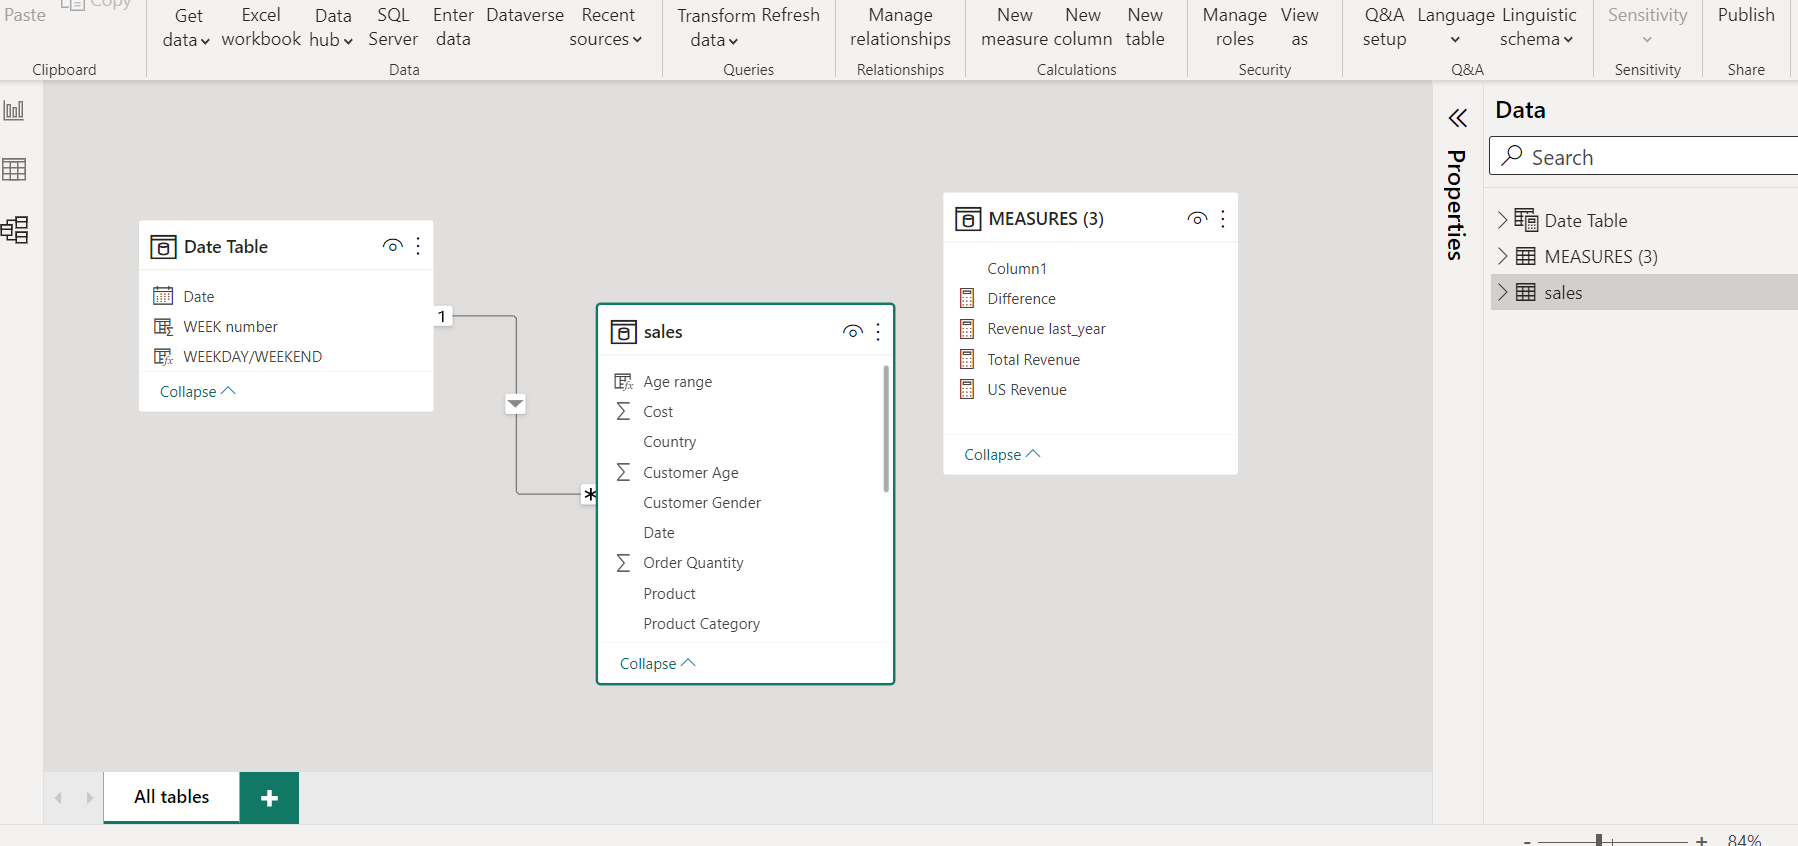 Paste
Copy
Clipboard
Get data
Excel workbook
Data hub
SQL Server
Enter data
Dataverse
Recent sources
Data
Transform data
Refresh
Queries
Manage relationships
Relationships
New measure
New column
New table
Calculations
Manage roles
View as
Security
Q&A setup
Language
Linguistic schema
Q&A
Sensitivity
Sensitivity
Publish
Share
Date Table
Date
WEEK number
WEEKDAY/WEEKEND
Collapse
1
*
sales
Age range
Cost
Country
Customer Age
Customer Gender
Date
Order Quantity
Product
Product Category
Collapse
MEASURES (3)
Column1
Difference
Revenue last_year
Total Revenue
US Revenue
Collapse
Properties
Data
Search
Date Table
MEASURES (3)
sales
All tables
+
- + 84%